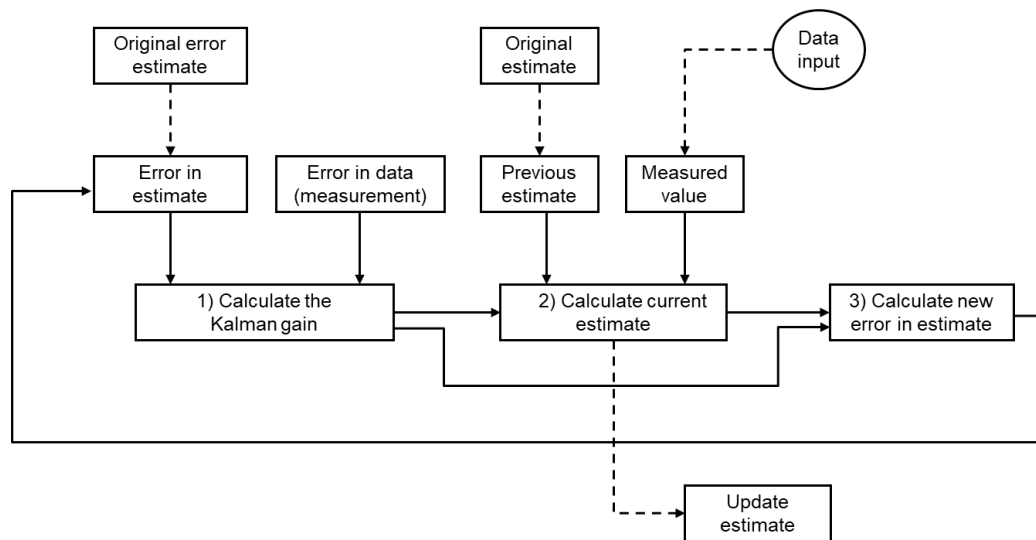 Original error
estimate
Original
estimate
Data
input
Error in
estimate
Error in data
(measurement)
Previous
estimate
Measured
value
1) Calculate the
Kalman gain
2) Calculate current
estimate
3) Calculate new
error in estimate
Update
estimate